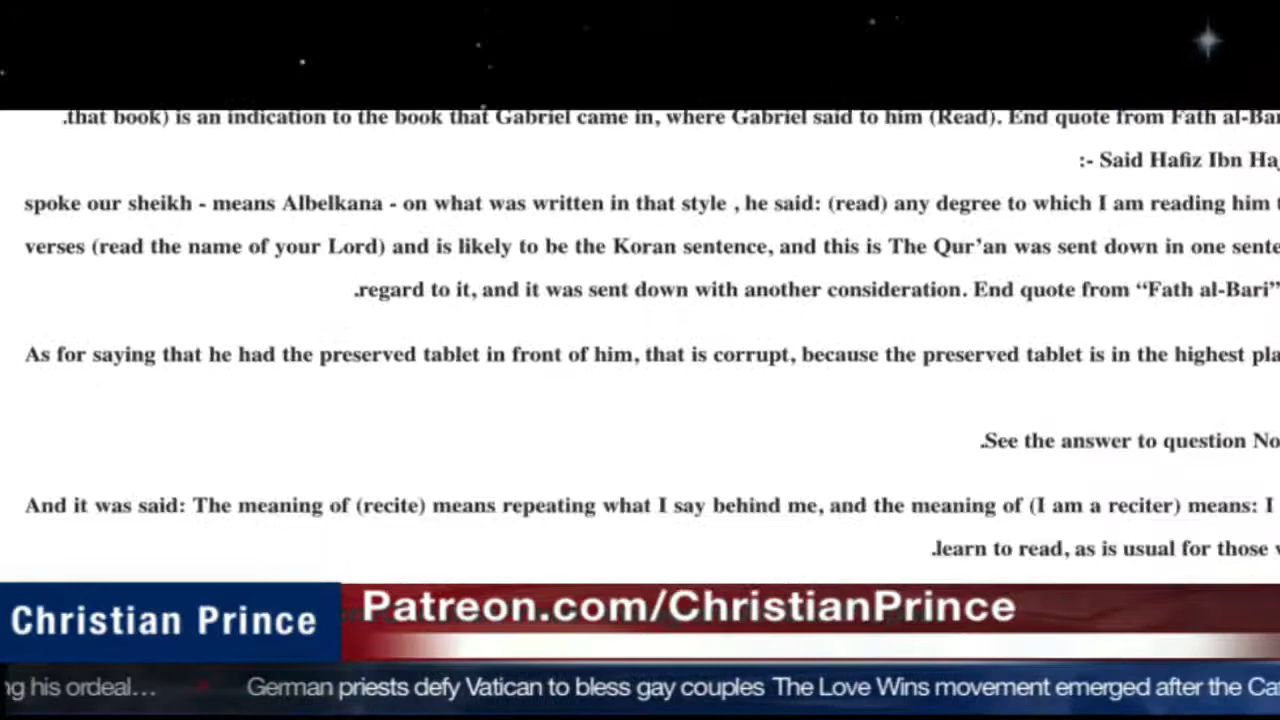 .that book) is an indication to the book that Gabriel came in, where Gabriel said to him (Read). End quote from Fath al-Bar
:- Said Hafiz Ibn Haj
spoke our sheikh - means Albelkana - on what was written in that style , he said: (read) any degree to which I am reading him t
verses (read the name of your Lord) and is likely to be the Koran sentence, and this is The Qur'an was sent down in one sente
.regard to it, and it was sent down with another consideration. End quote from “Fath al-Bari”
As for saying that he had the preserved tablet in front of him, that is corrupt, because the preserved tablet is in the highest pla
.See the answer to question No
And it was said: The meaning of (recite) means repeating what I say behind me, and the meaning of (I am a reciter) means: I
.learn to read, as is usual for those
Christian Prince
Patreon.com/ChristianPrince
ng his ordeal...
German priests defy Vatican to bless gay couples The Love Wins movement emerged after the Ca